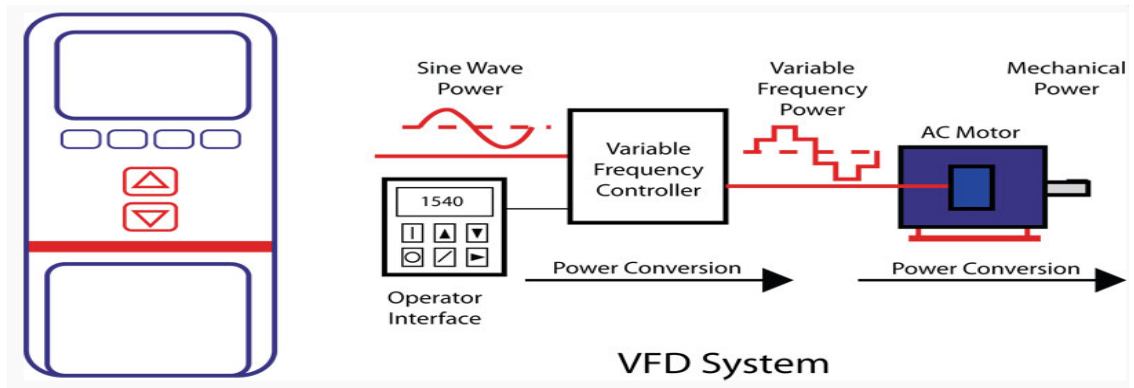 Sine Wave
Power
Variable
Frequency
Power
Mechanical
Power
AC Motor
Variable
Frequency
Controller
1540
Operator
Interface
Power Conversion
Power Conversion
VFD System